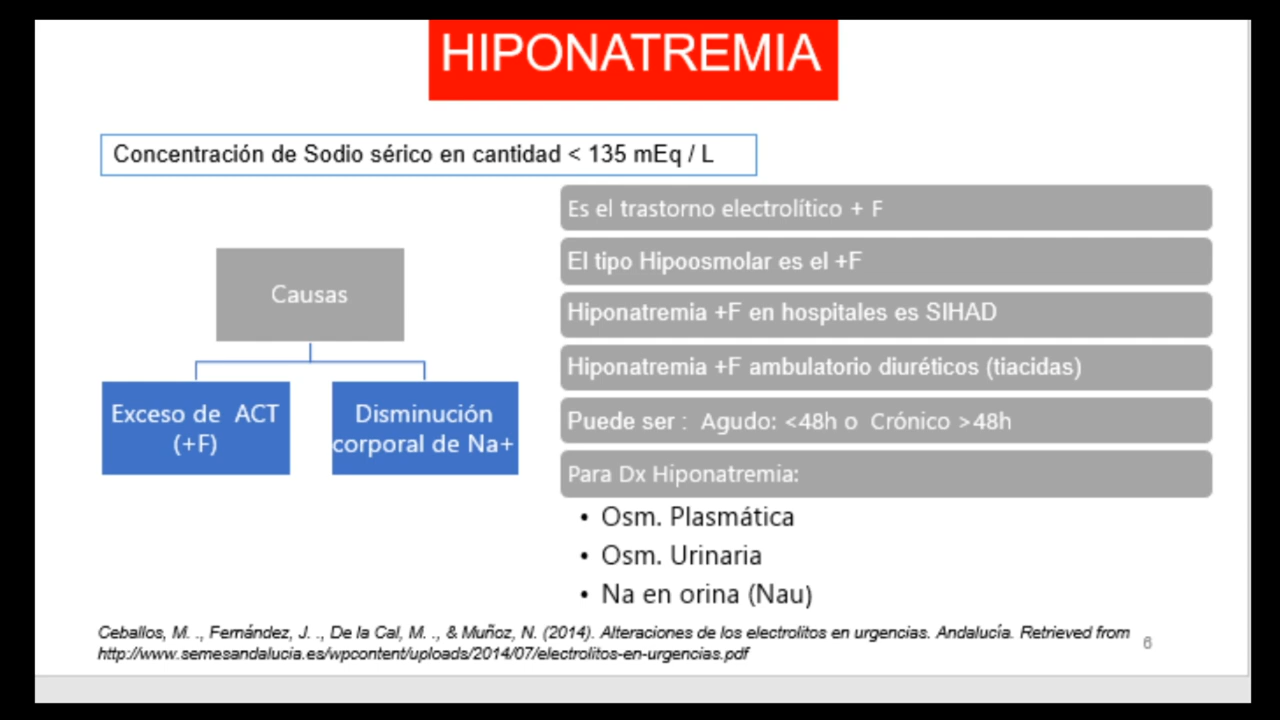 HIPONATREMIA
Concentración de Sodio sérico en cantidad < 135 mEq / L
Causas
Exceso de ACT
(+F)
Disminución
corporal de Na+
Es el trastorno electrolítico + F
El tipo Hipoosmolar es el +F
Hiponatremia +F en hospitales es SIHAD
Hiponatremia +F ambulatorio diuréticos (tiacidas)
Puede ser : Agudo: <48h o Crónico >48h
Para Dx Hiponatremia:
• Osm. Plasmática
• Osm. Urinaria
• Na en orina (Nau)
Ceballos, M. ., Fernández, J. ., De la Cal, M. ., & Muñoz, N. (2014). Alteraciones de los electrolitos en urgencias. Andalucía. Retrieved from
http://www.semesandalucia.es/wpcontent/uploads/2014/07/electrolitos-en-urgencias.pdf
6